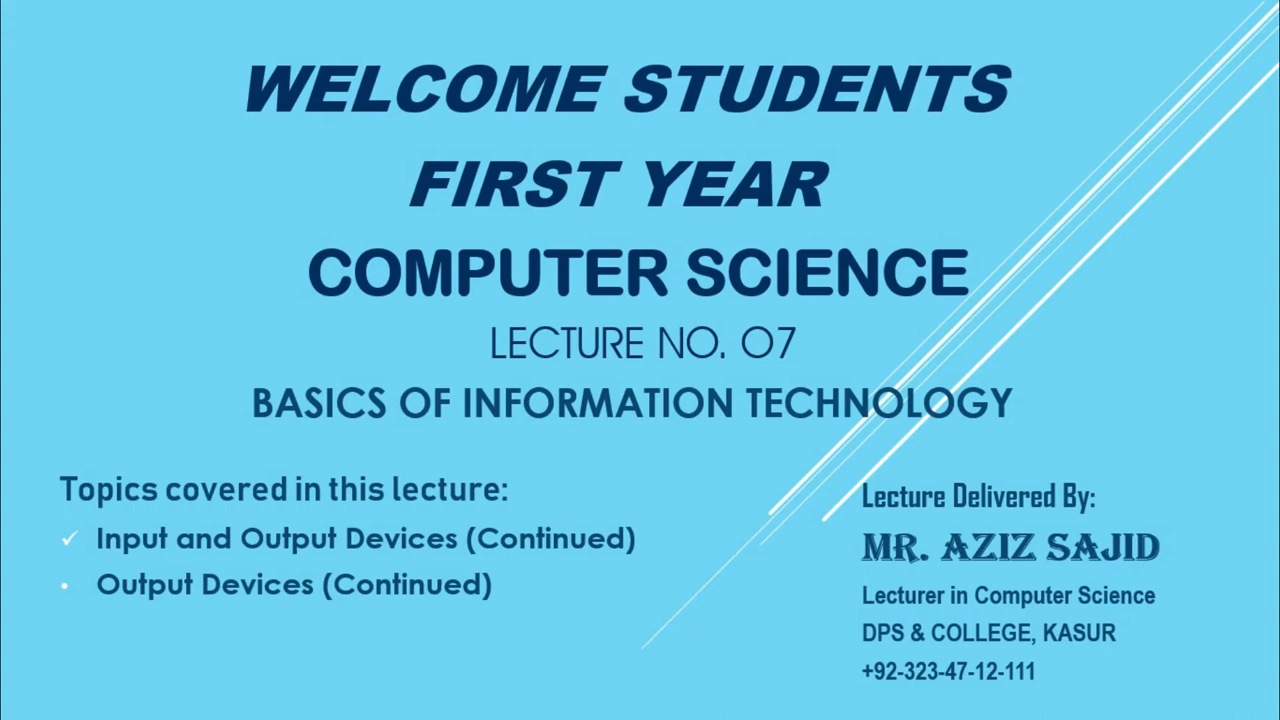 WELCOME STUDENTS
FIRST YEAR
COMPUTER SCIENCE
LECTURE NO. 07
BASICS OF INFORMATION TECHNOLOGY
Topics covered in this lecture:
✓ Input and Output Devices (Continued)
• Output Devices (Continued)
Lecture Delivered By:
MR. AZIZ SAJID
Lecturer in Computer Science
DPS & COLLEGE, KASUR
+92-323-47-12-111